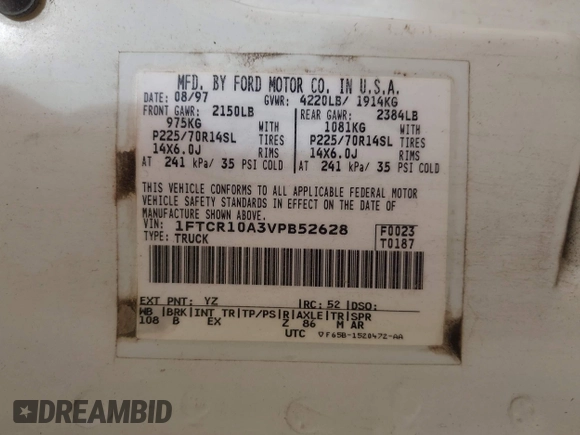 MFD. BY FORD MOTOR CO. IN U.S.A.
DATE: 08/97 GVWR: 4220LB/ 1914KG
FRONT GAWR: 2150LB REAR GAWR: 2384LB
975KG WITH 1081KG WITH
P225/70R14SL TIRES P225/70R14SL TIRES
14X6.0J RIMS 14X6.0J RIMS
AT 241 kPa/ 35 PSI COLD AT 241 kPa/ 35 PSI COLD
THIS VEHICLE CONFORMS TO ALL APPLICABLE FEDERAL MOTOR
VEHICLE SAFETY STANDARDS IN EFFECT ON THE DATE OF
MANUFACTURE SHOWN ABOVE.
VIN: 1FTCR10A3VPB52628 F0023
TYPE: TRUCK T0187
EXT PNT: YZ RC: 52 DSO:
WB BRK INT TR TP/PS R AXLE TR SPR
108 B EX Z 86 M AR
UTC F65B-1520472-AA
DREAMBID